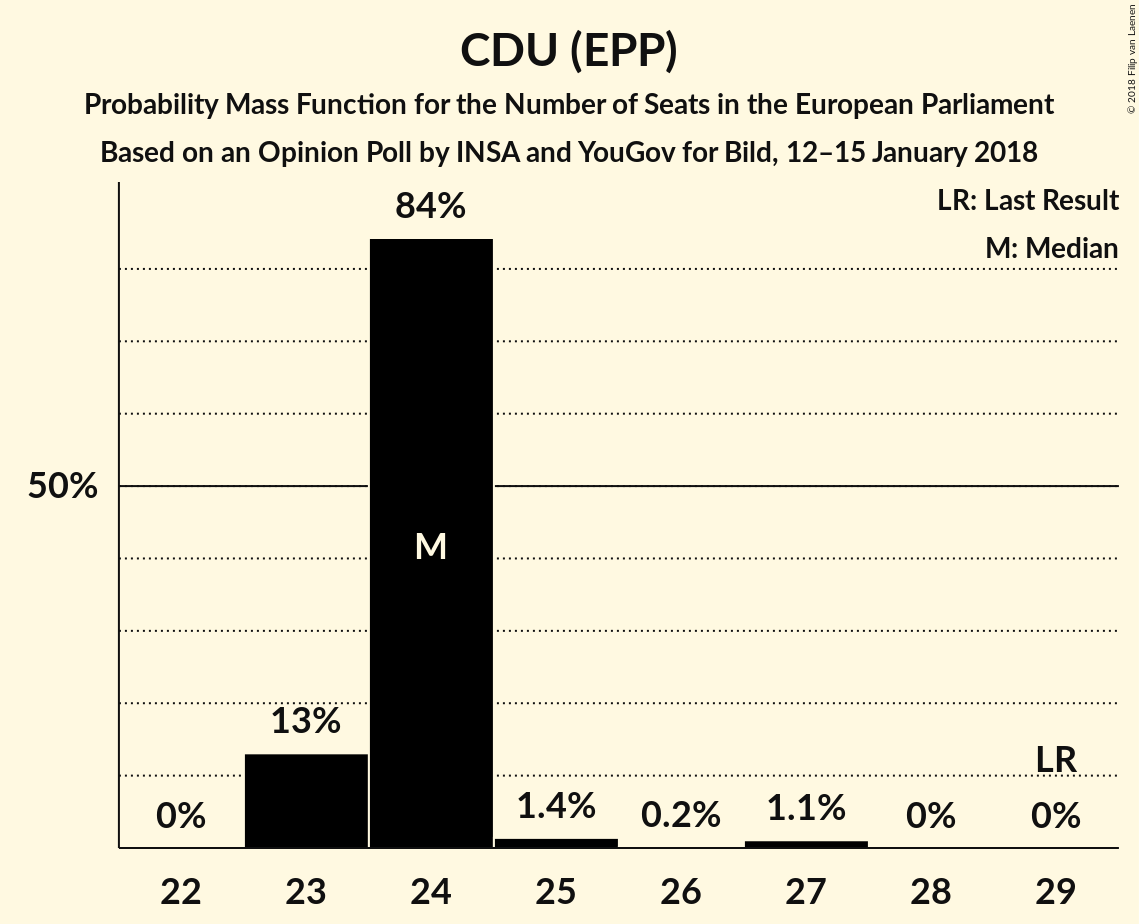 CDU (EPP)
Probability Mass Function for the Number of Seats in the European Parliament
Based on an Opinion Poll by INSA and YouGov for Bild, 12–15 January 2018
© 2018 Filip van Laenen
LR: Last Result
M: Median
84%
50%
M
13%
LR
0%
1.4%
0.2%
1.1%
0%
0%
22 23 24 25 26 27 28 29